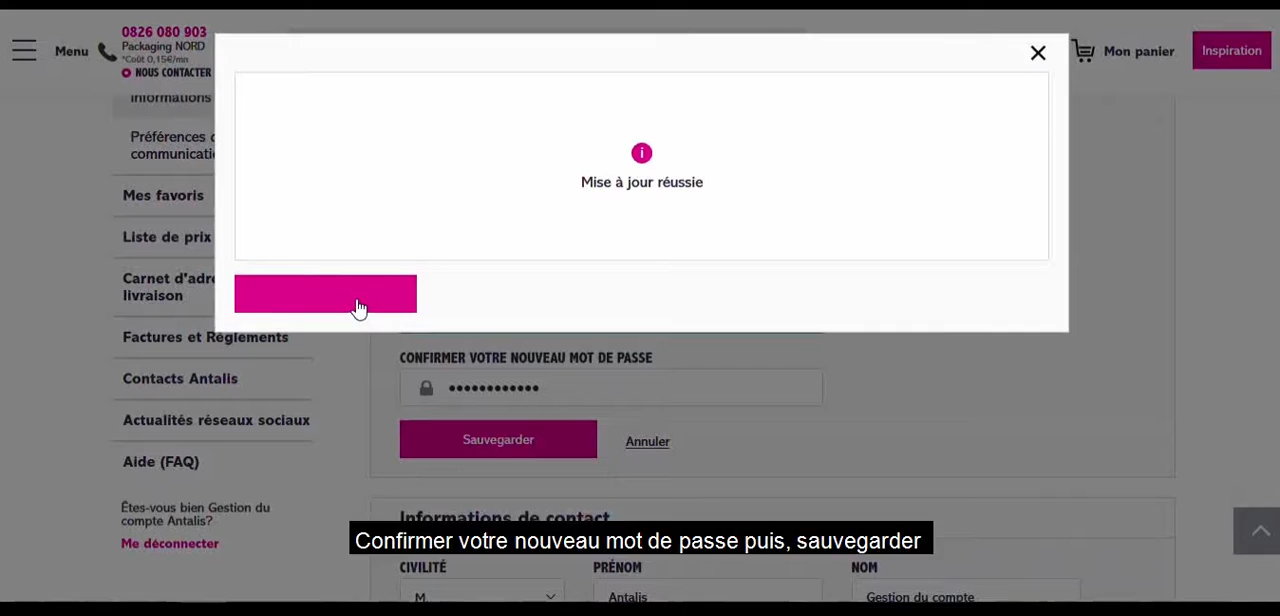 Menu
0826 080 903
Packaging NORD
*Coût 0,15€/mn
NOUS CONTACTER
Mon panier
Inspiration
Informations
Préférences
Mes favoris
Liste de prix
Carnet d'adre
livraison
Factures et Règlements
Contacts Antalis
Actualités réseaux sociaux
Aide (FAQ)
Êtes-vous bien Gestion du
compte Antalis?
Me déconnecter
Mise à jour réussie
CONFIRMER VOTRE NOUVEAU MOT DE PASSE
••••••••••••
Sauvegarder
Annuler
Informations de contact
Confirmer votre nouveau mot de passe puis, sauvegarder
CIVILITÉ
PRÉNOM
NOM
M.
Antalis
Gestion du compte